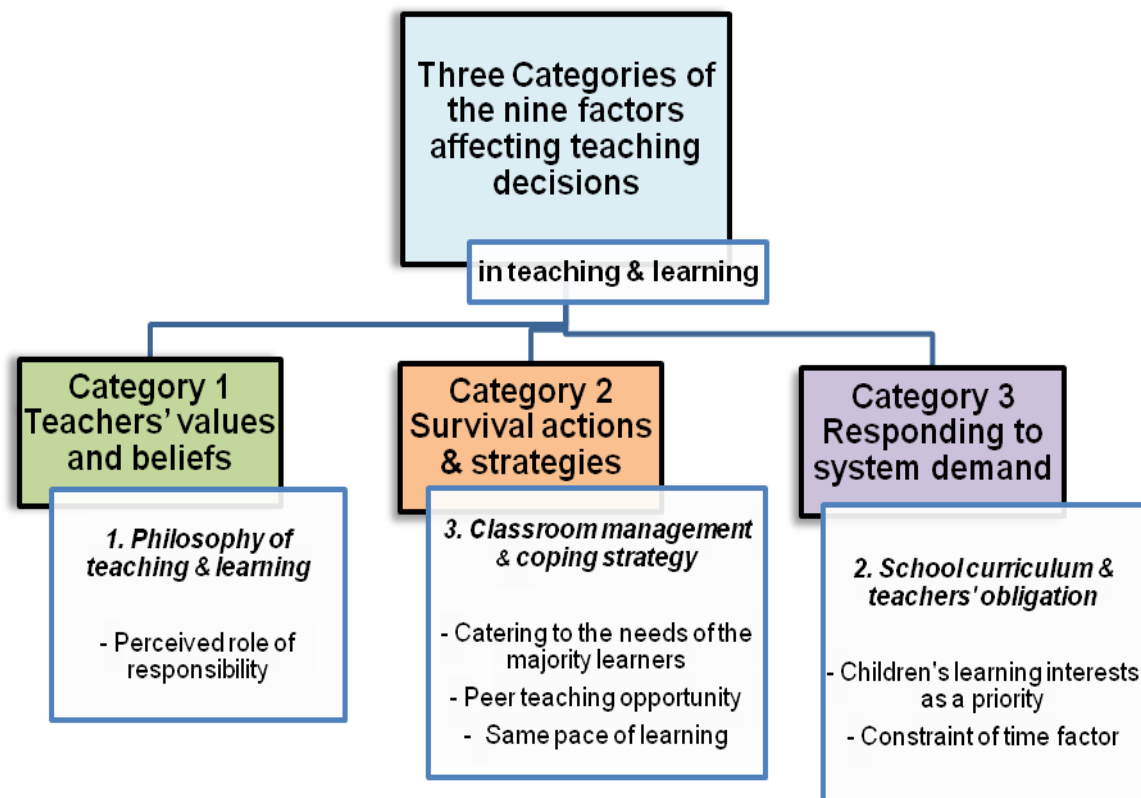 Three Categories of
the nine factors
affecting teaching
decisions
in teaching & learning
Category 1
Teachers' values
and beliefs
1. Philosophy of
teaching & learning
- Perceived role of
responsibility
Category 2
Survival actions
& strategies
3. Classroom management
& coping strategy
- Catering to the needs of the
majority learners
- Peer teaching opportunity
- Same pace of learning
Category 3
Responding to
system demand
2. School curriculum &
teachers' obligation
- Children's learning interests
as a priority
- Constraint of time factor